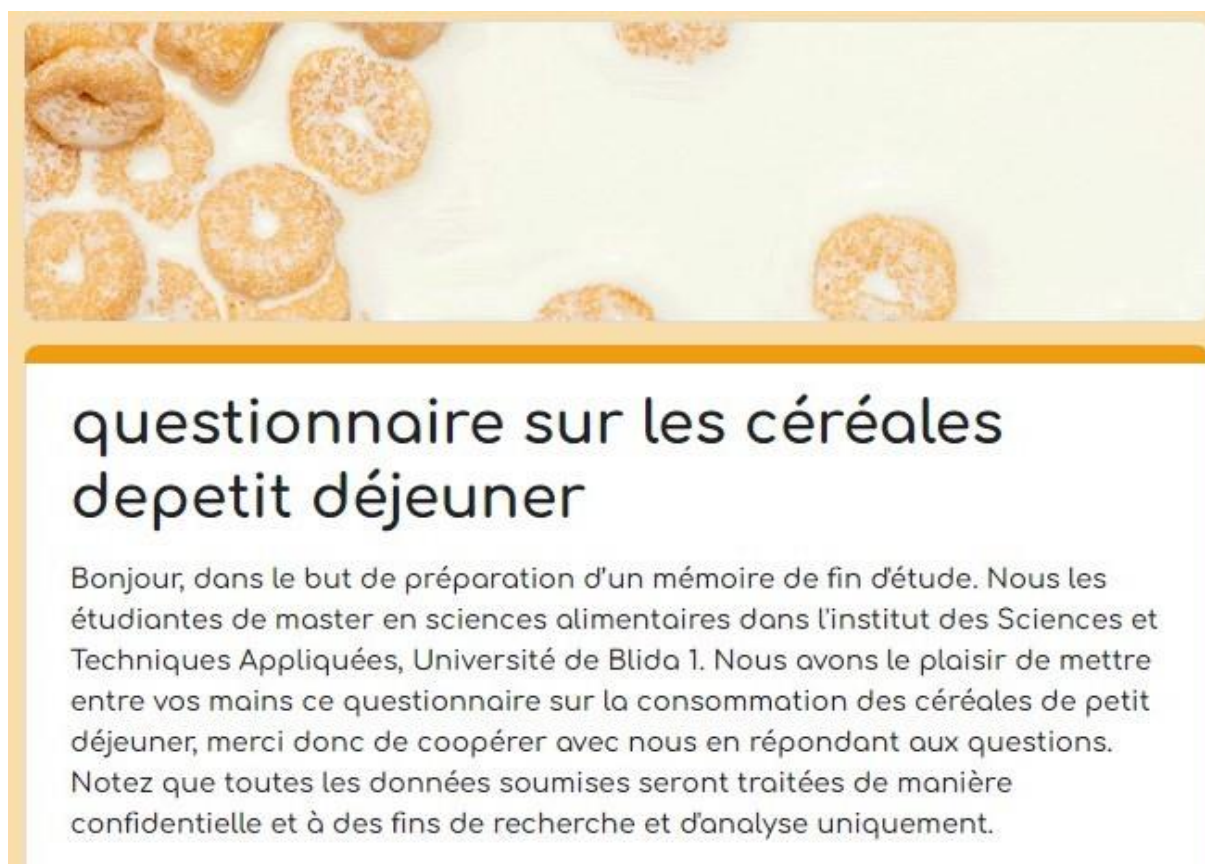 questionnaire sur les céréales
depetit déjeuner
Bonjour, dans le but de préparation d'un mémoire de fin d'étude. Nous les
étudiantes de master en sciences alimentaires dans l'institut des Sciences et
Techniques Appliquées, Université de Blida 1. Nous avons le plaisir de mettre
entre vos mains ce questionnaire sur la consommation des céréales de petit
déjeuner, merci donc de coopérer avec nous en répondant aux questions.
Notez que toutes les données soumises seront traitées de manière
confidentielle et à des fins de recherche et d'analyse uniquement.